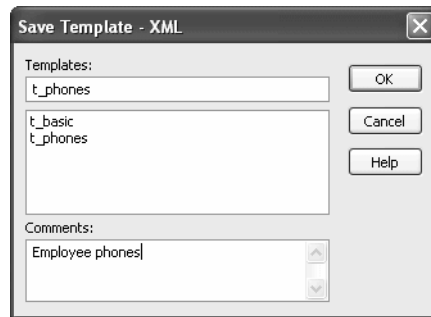 Save Template - XML
Templates:
t_phones
OK
t_basic
t_phones
Cancel
Help
Comments:
Employee phones